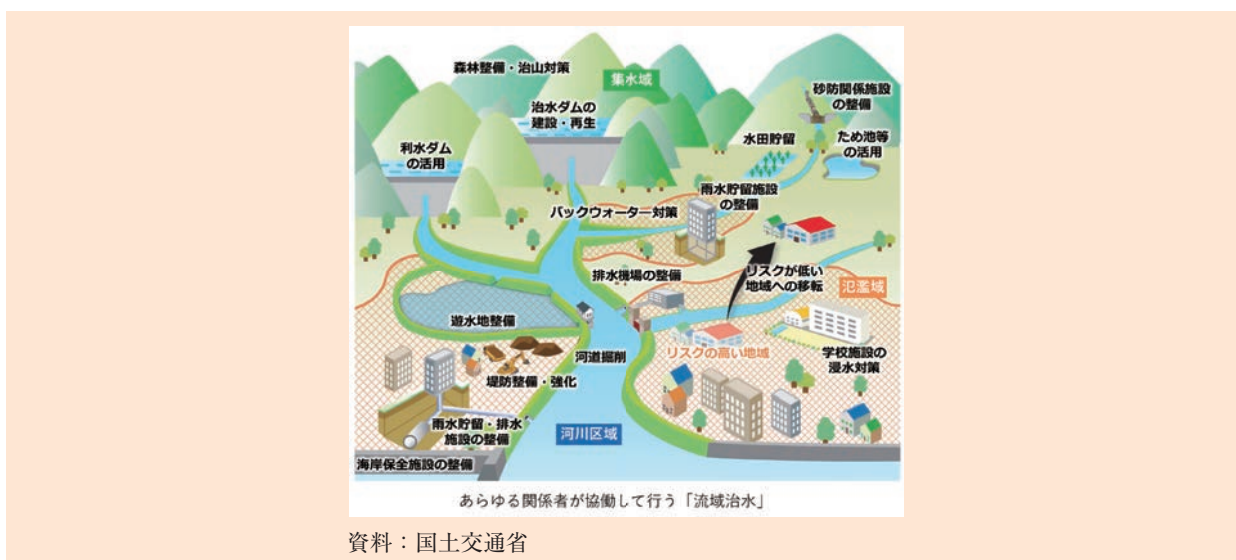 森林整備・治山対策
集水域
砂防関係施設
の整備
治水ダムの
建設・再生
水田貯留
ため池等
の活用
利水ダム
の活用
雨水貯留施設
の整備
バックウォーター対策
排水機場の整備
リスクが低い
地域への移転
氾濫域
遊水地整備
河道掘削
リスクの高い地域
学校施設の
浸水対策
堤防整備・強化
雨水貯留・排水
施設の整備
河川区域
海岸保全施設の整備
あらゆる関係者が協働して行う「流域治水」
資料：国土交通省